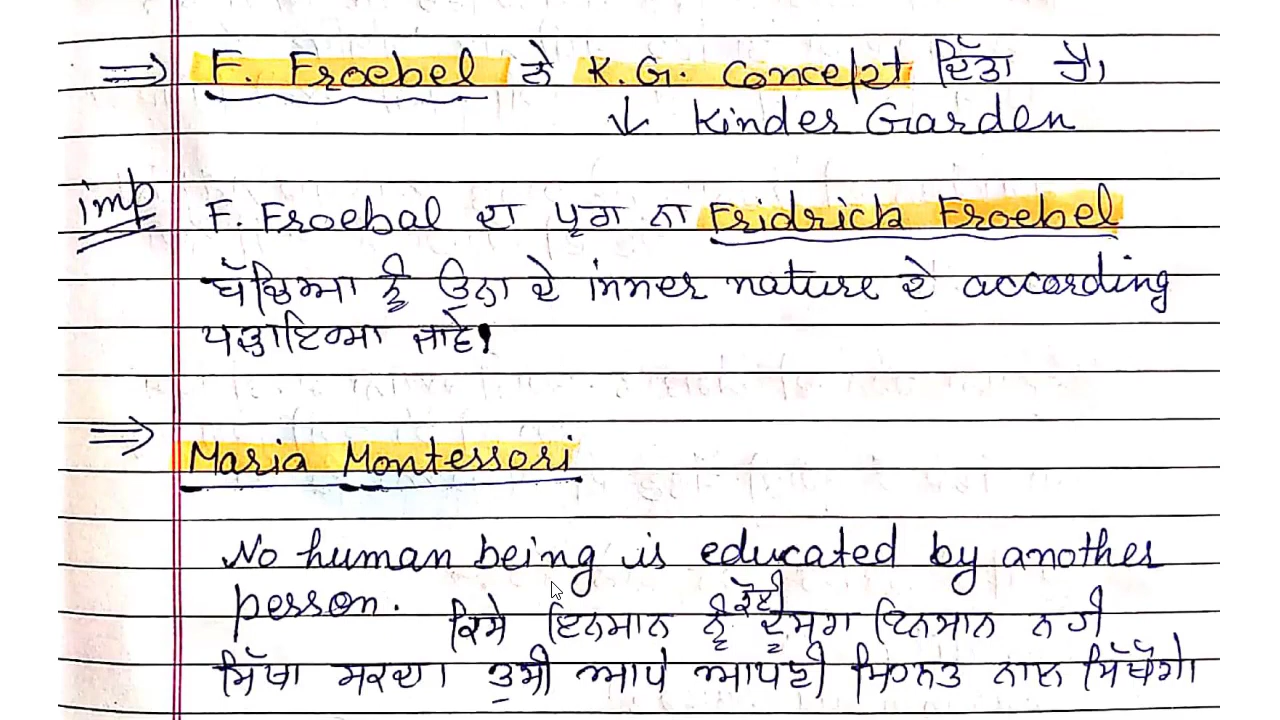 ⇒ F. Froebel ਨੇ K.G. Concept ਦਿੱਤਾ ਹੈ।
↓ Kinder Garden
imp F. Froebal ਦਾ ਪੂਰਾ ਨਾ Fridrich Froebel
ਬੱਚਿਆ ਨੂੰ ਉਨਾ ਦੇ inner nature ਦੇ according
ਪੜਾਇਆ ਜਾਵੇ।
⇒ Maria Montessori
No human being is educated by another
person. ਕਿਸੇ ਇਨਸਾਨ ਨੂੰ ਕੋਈ ਦੂਸਰਾ ਇਨਸਾਨ ਨਹੀ
ਸਿੱਖਾ ਸਕਦਾ। ਤੁਸੀ ਆਪੇ ਆਪਣੀ ਮਿਹਨਤ ਨਾਲ ਸਿੱਖੋਗੇ।